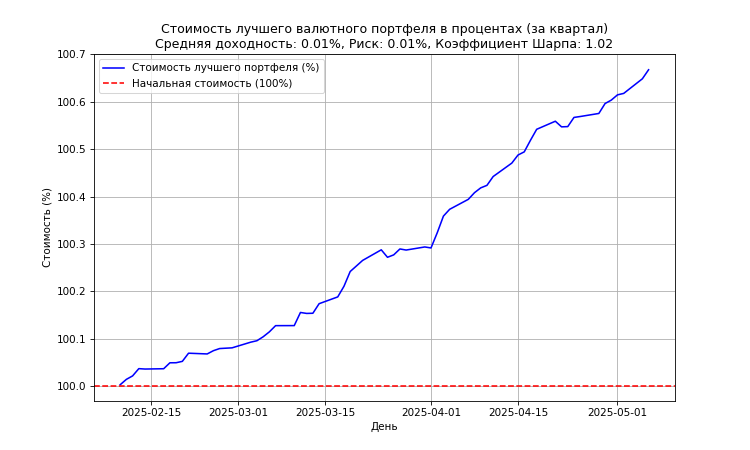 Стоимость лучшего валютного портфеля в процентах (за квартал)
Средняя доходность: 0.01%, Риск: 0.01%, Коэффициент Шарпа: 1.02
Стоимость лучшего портфеля (%)
Начальная стоимость (100%)
Стоимость (%)
100.7
100.6
100.5
100.4
100.3
100.2
100.1
100.0
2025-02-15
2025-03-01
2025-03-15
2025-04-01
2025-04-15
2025-05-01
День